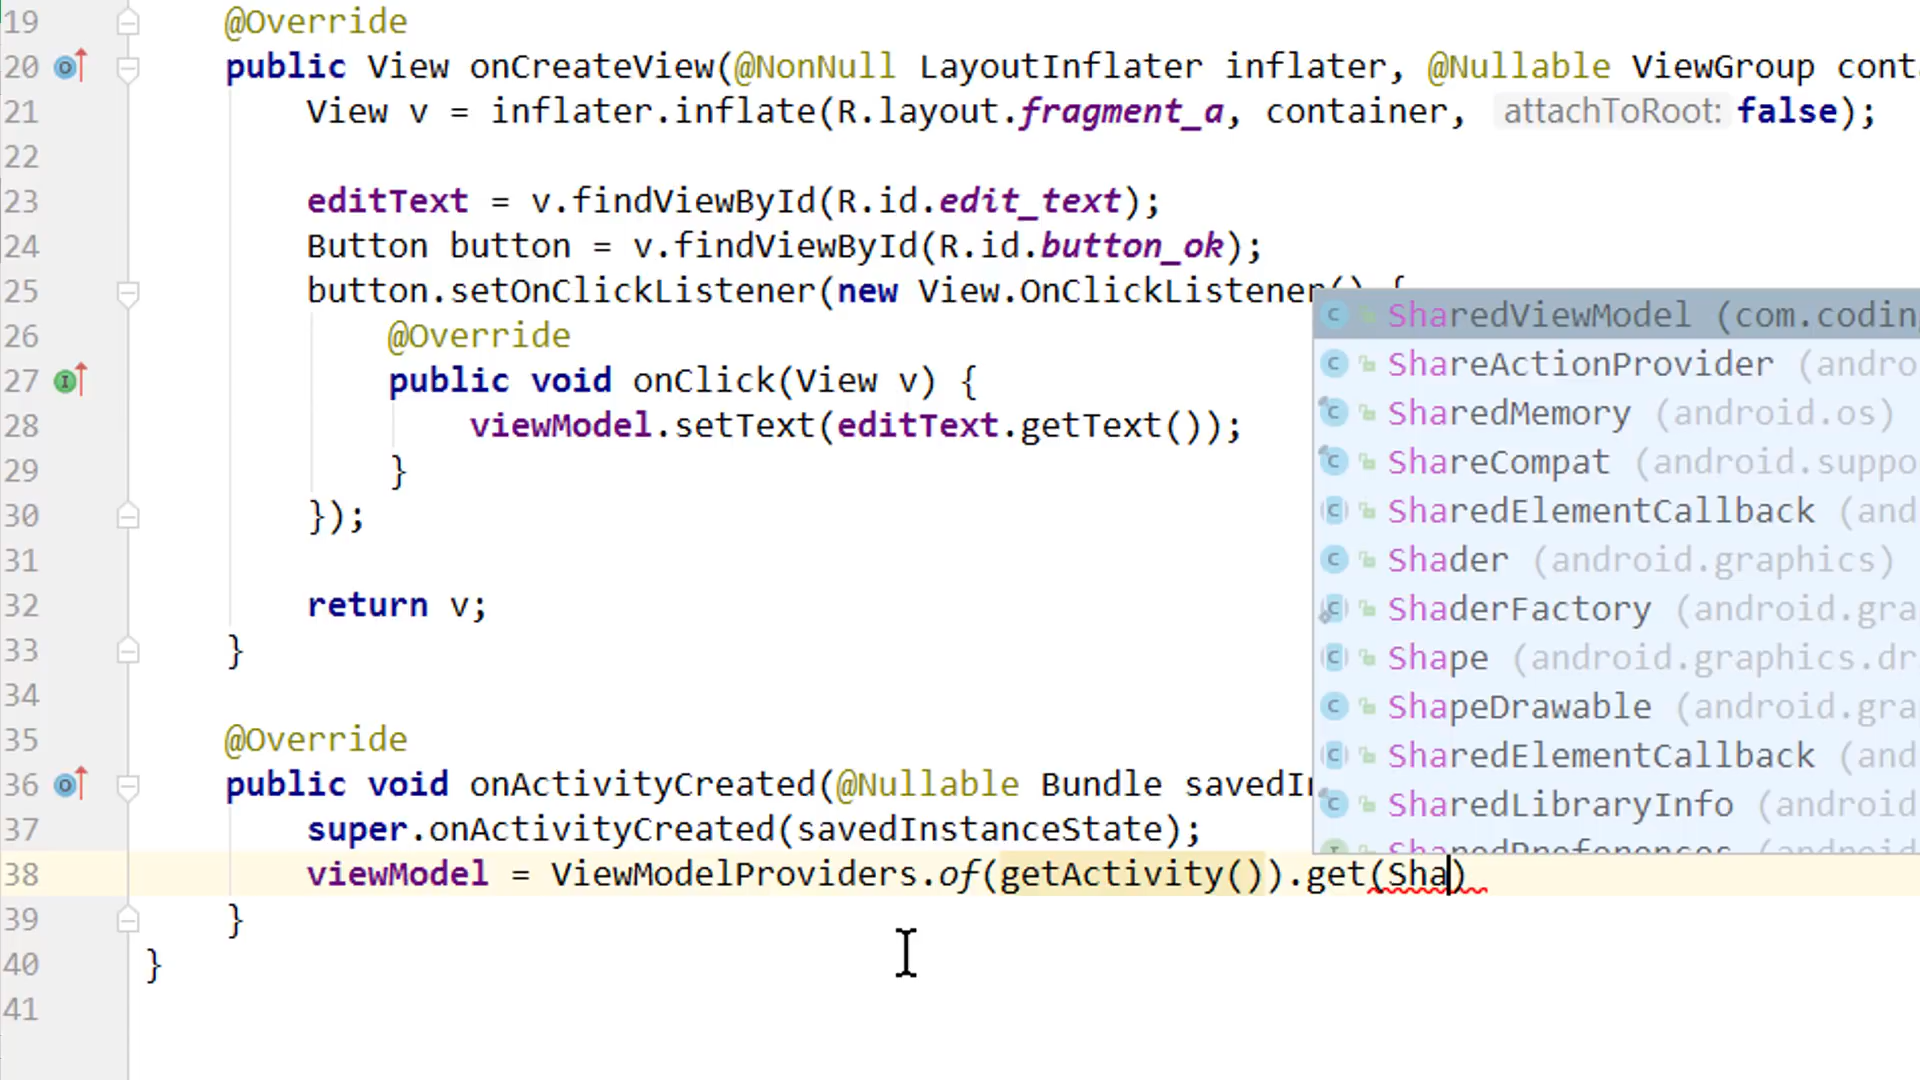 19 @Override
20 public View onCreateView(@NonNull LayoutInflater inflater, @Nullable ViewGroup cont
21 View v = inflater.inflate(R.layout.fragment_a, container, attachToRoot: false);
22
23 editText = v.findViewById(R.id.edit_text);
24 Button button = v.findViewById(R.id.button_ok);
25 button.setOnClickListener(new View.OnClickListener() {
26 @Override
27 public void onClick(View v) {
28 viewModel.setText(editText.getText());
29 }
30 });
31
32 return v;
33 }
34
35 @Override
36 public void onActivityCreated(@Nullable Bundle savedIn
37 super.onActivityCreated(savedInstanceState);
38 viewModel = ViewModelProviders.of(getActivity()).get(Sha)
39 }
40 }
41
SharedViewModel (com.coding
ShareActionProvider (andro
SharedMemory (android.os)
ShareCompat (android.suppo
SharedElementCallback (and
Shader (android.graphics)
ShaderFactory (android.gra
Shape (android.graphics.dr
ShapeDrawable (android.gra
SharedElementCallback (and
SharedLibraryInfo (android
SharedPreferences